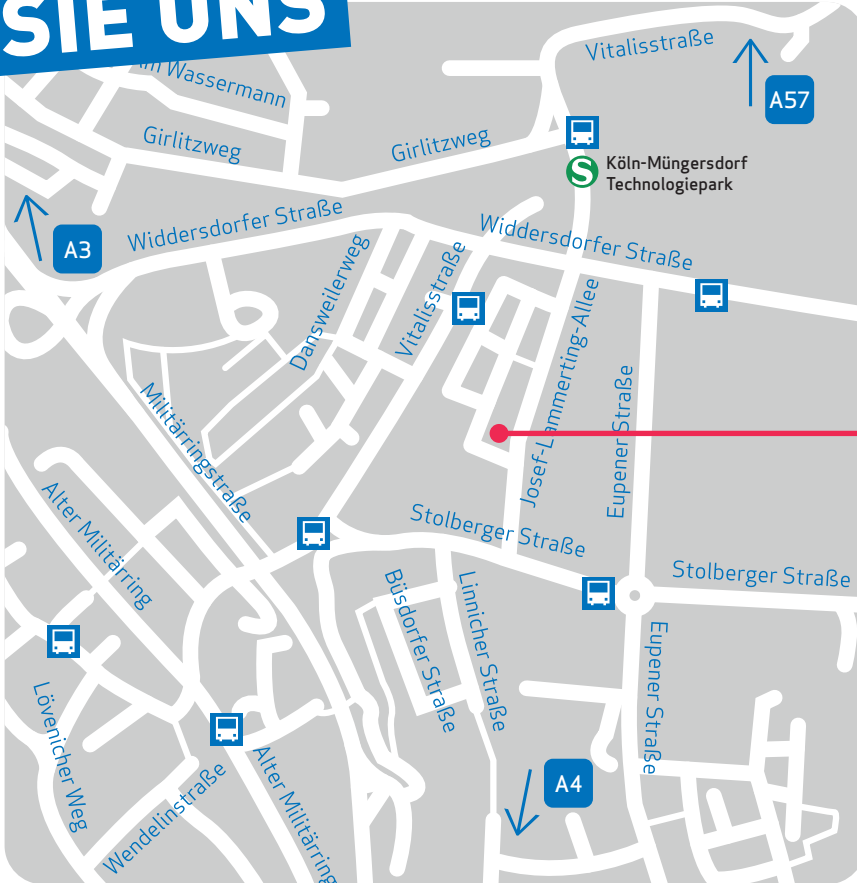 SIE UNS
Vitalisstraße
Im Wassermann
A57
Girlitzweg
Girlitzweg
S
Köln-Müngersdorf
Technologiepark
Widdersdorfer Straße
Widdersdorfer Straße
A3
Dansweilerweg
Vitalisstraße
Josef-Lammerting-Allee
Eupener Straße
Militärringstraße
Alter Militärring
Stolberger Straße
Stolberger Straße
Büsdorfer Straße
Linnicher Straße
Eupener Straße
Lövenicher Weg
Wendelinstraße
Alter Militärring
A4